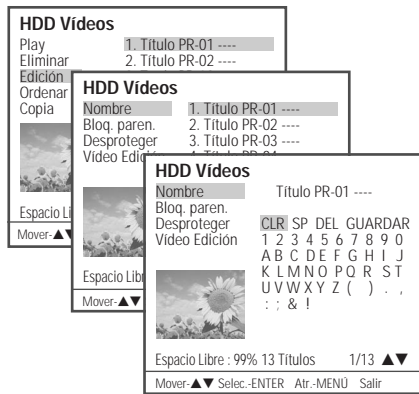 HDD Vídeos
Play 1. Título PR-01 ----
Eliminar 2. Título PR-02 ----
Edición
Ordenar
Copia
Espacio Li
Mover-▲▼
HDD Vídeos
Nombre 1. Título PR-01 ----
Bloq. paren. 2. Título PR-02 ----
Desproteger 3. Título PR-03 ----
Vídeo Edición
Espacio Libr
Mover-▲▼
HDD Vídeos
Nombre Título PR-01 ----
Bloq. paren.
Desproteger CLR SP DEL GUARDAR
Vídeo Edición 1 2 3 4 5 6 7 8 9 0
A B C D E F G H I J
K L M N O P Q R S T
U V W X Y Z ( ) . ,
: ; & !
Espacio Libre : 99% 13 Títulos 1/13 ▲▼
Mover-▲▼ Selec.-ENTER Atr.-MENÚ Salir